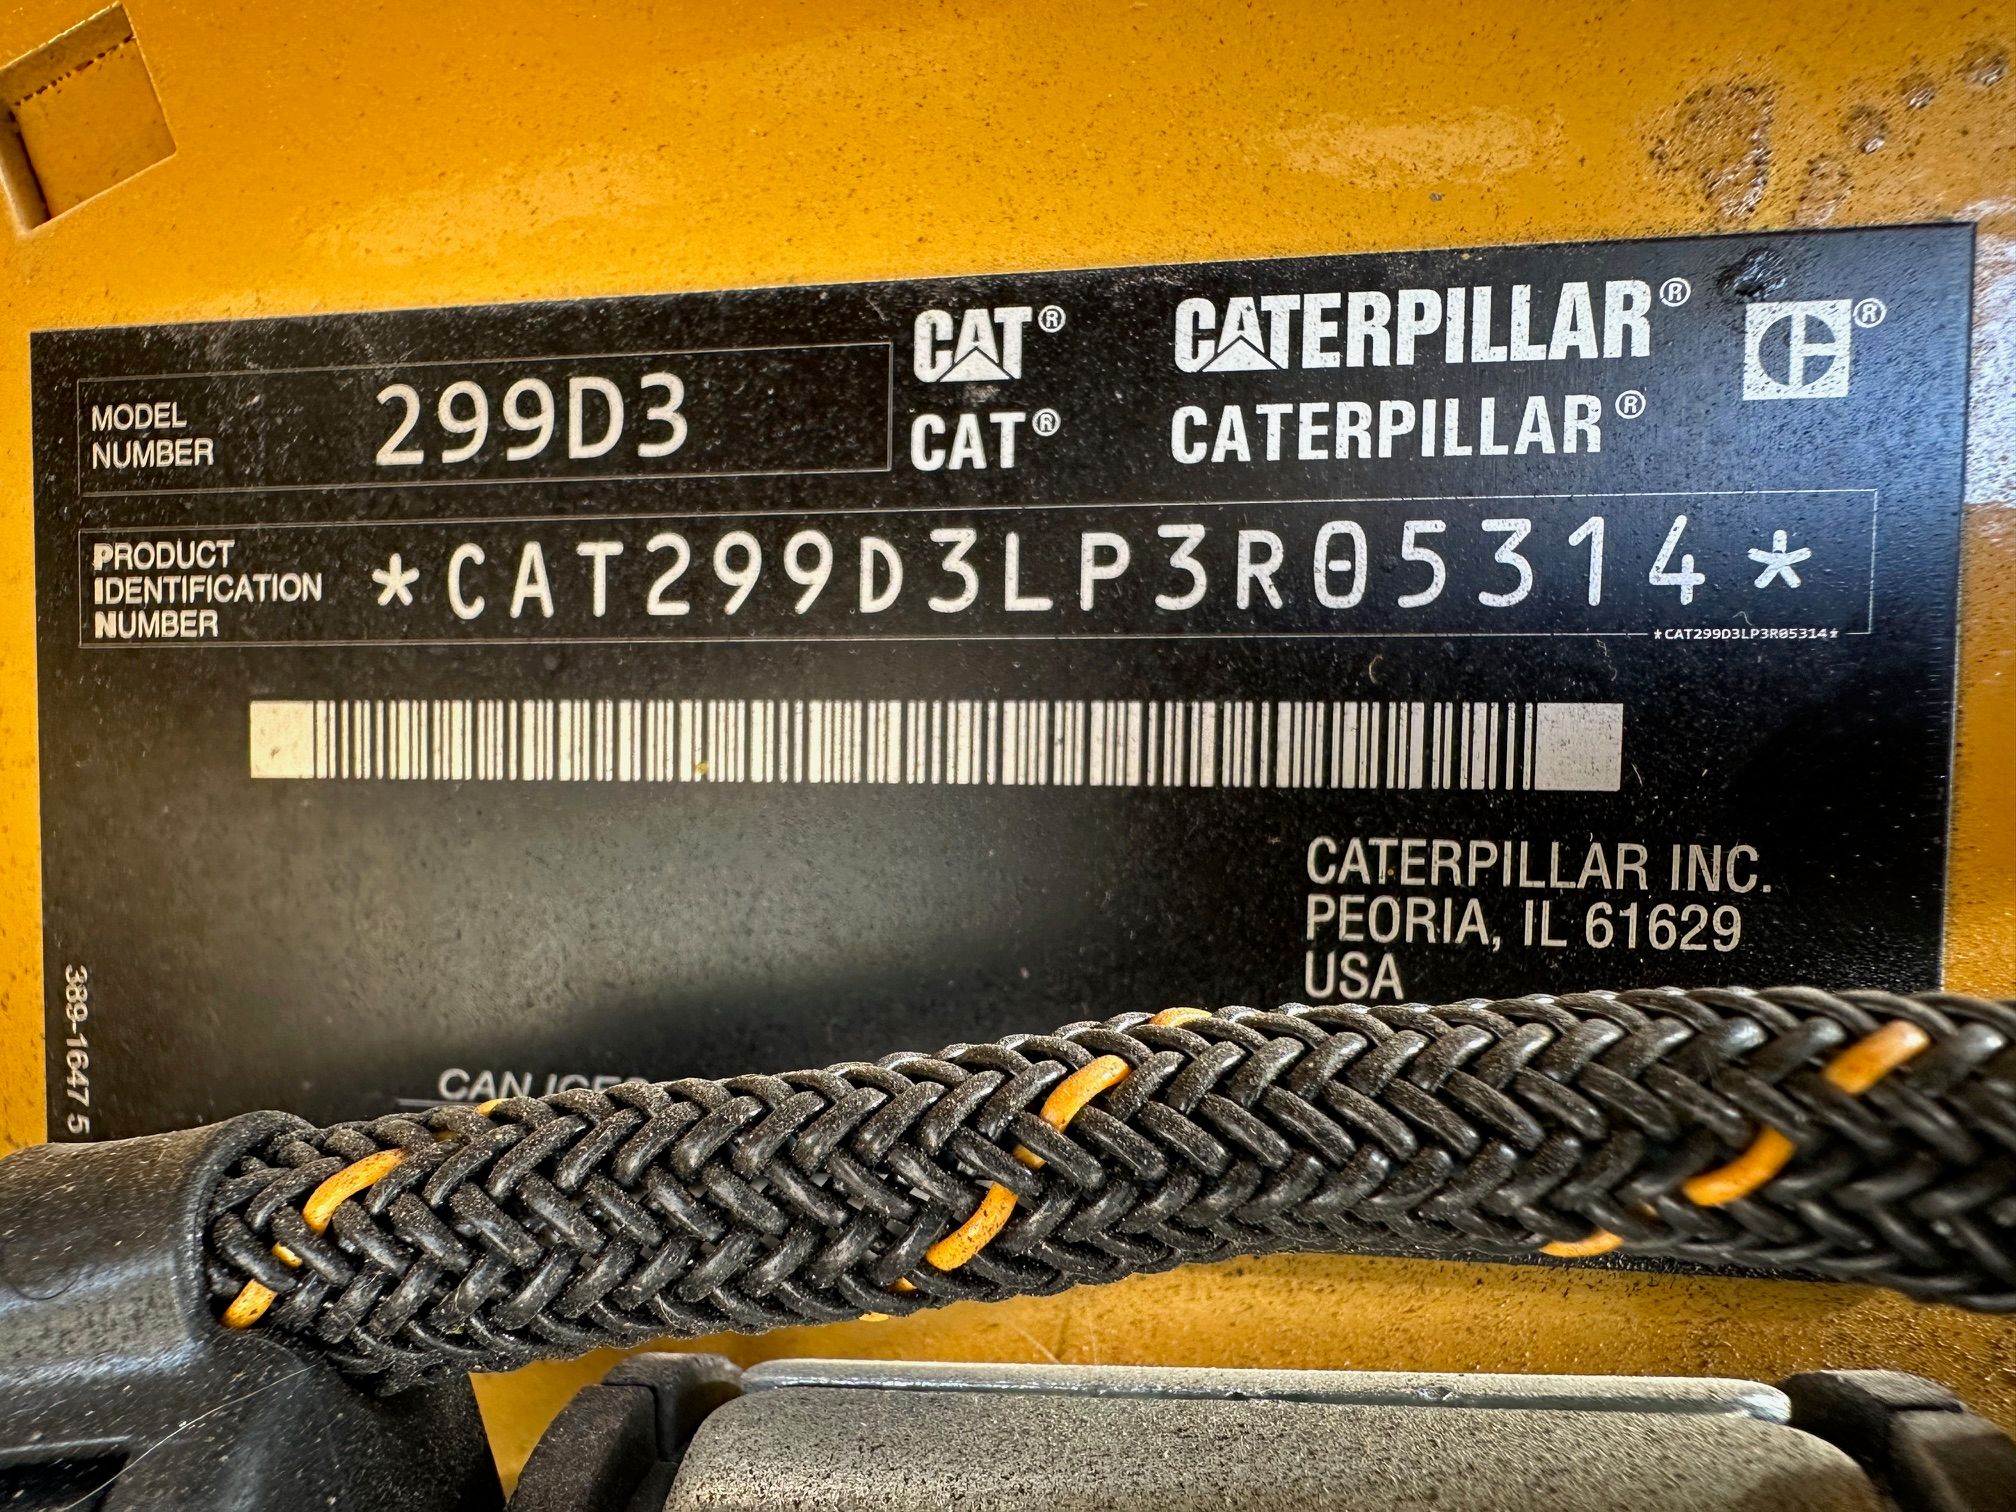 CAT® CATERPILLAR® ®
MODEL
NUMBER
299D3
CAT® CATERPILLAR®
PRODUCT
IDENTIFICATION
NUMBER
*CAT299D3LP3R05314*
*CAT299D3LP3R05314*
CATERPILLAR INC.
PEORIA, IL 61629
USA
389-1647 5